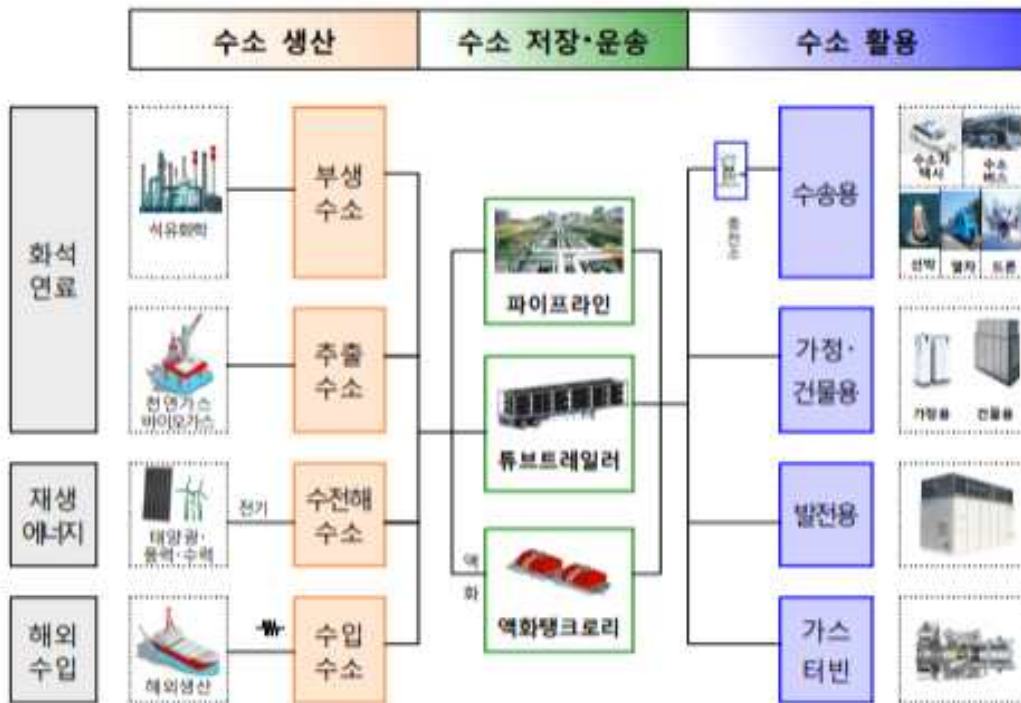 수소 생산
수소 저장·운송
수소 활용
화석
연료
석유화학
부생
수소
천연가스
바이오가스
추출
수소
재생
에너지
태양광·
풍력·수력
전기
수전해
수소
해외
수입
해외생산
수입
수소
파이프라인
튜브트레일러
액
화
액화탱크로리
충전소
수송용
수소차
택시
수소
버스
선박
열차
드론
가정·
건물용
가정용
건물용
발전용
가스
터빈